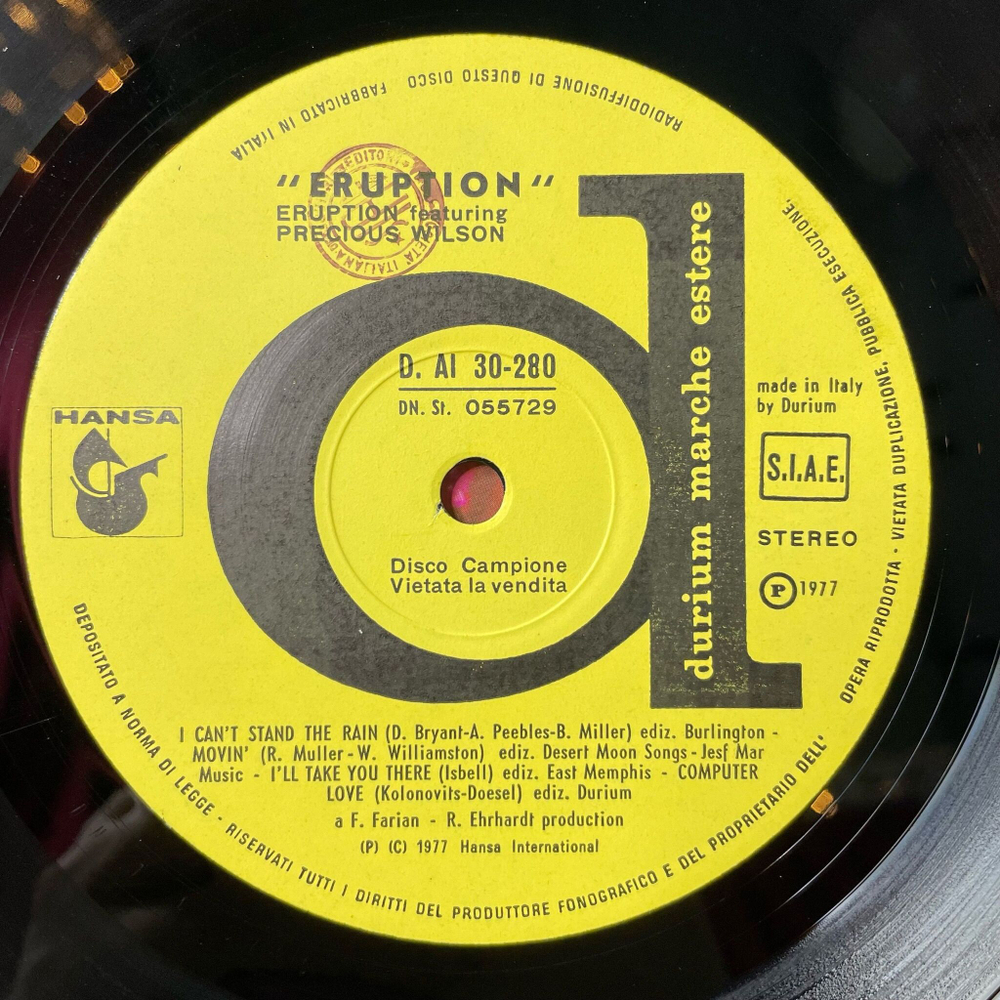 RADIODIFFUSIONE DI QUESTO DISCO FABBRICATO IN ITALIA
"ERUPTION"
ERUPTION featuring
PRECIOUS WILSON
EDITO
ITALIANA
durium marche estere
D. AI 30-280
DN. St. 055729
HANSA
made in Italy
by Durium
S.I.A.E.
STEREO
P 1977
Disco Campione
Vietata la vendita
I CAN'T STAND THE RAIN (D. Bryant-A. Peebles-B. Miller) ediz. Burlington -
MOVIN' (R. Muller-W. Williamston) ediz. Desert Moon Songs-Jesf Mar
Music - I'LL TAKE YOU THERE (Isbell) ediz. East Memphis - COMPUTER
LOVE (Kolonovits-Doesel) ediz. Durium
a F. Farian - R. Ehrhardt production
(P) (C) 1977 Hansa International
DEPOSITATO A NORMA DI LEGGE - RISERVATI TUTTI I DIRITTI DEL PRODUTTORE FONOGRAFICO E DEL PROPRIETARIO DELL' OPERA RIPRODOTTA - VIETATA DUPLICAZIONE, PUBBLICA ESECUZIONE,